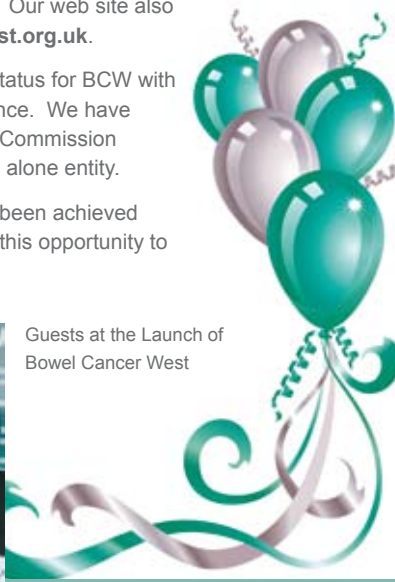 Our web site also
st.org.uk.
status for BCW with
nce. We have
Commission
alone entity.
been achieved
this opportunity to
Guests at the Launch of
Bowel Cancer West